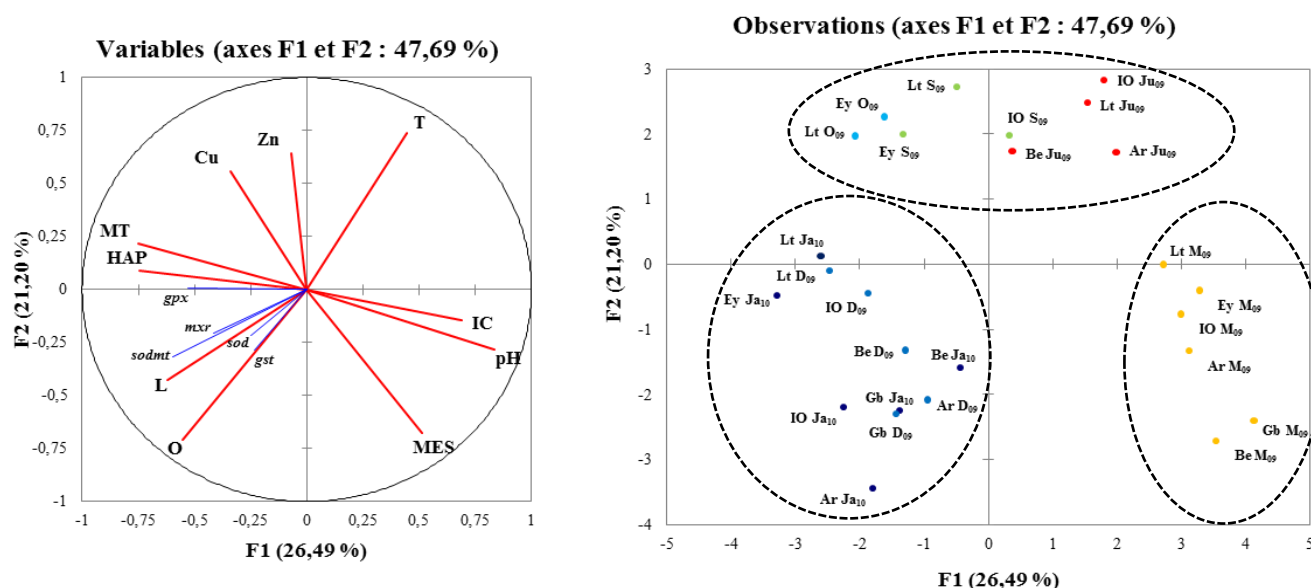 Variables (axes F1 et F2 : 47,69 %)
1
0,75
0,5
0,25
0
-0,25
-0,5
-0,75
-1
F2 (21,20 %)
T
Zn
Cu
MT
HAP
gpx
mxr
sod
sodmt
gst
L
O
IC
pH
MES
-1
-0,75
-0,5
-0,25
0
0,25
0,5
0,75
1
F1 (26,49 %)
Observations (axes F1 et F2 : 47,69 %)
3
2
1
0
-1
-2
-3
-4
F2 (21,20 %)
Lt S₀₉
IO Ju₀₉
Ey O₀₉
Lt Ju₀₉
IO S₀₉
Lt O₀₉
Ey S₀₉
Be Ju₀₉
Ar Ju₀₉
Lt Ja₁₀
Lt D₀₉
Ey Ja₁₀
IO D₀₉
Be D₀₉
Be Ja₁₀
Gb Ja₁₀
Ar D₀₉
IO Ja₁₀
Gb D₀₉
Ar Ja₁₀
Lt M₀₉
Ey M₀₉
IO M₀₉
Ar M₀₉
Gb M₀₉
Be M₀₉
-5
-4
-3
-2
-1
0
1
2
3
4
5
F1 (26,49 %)